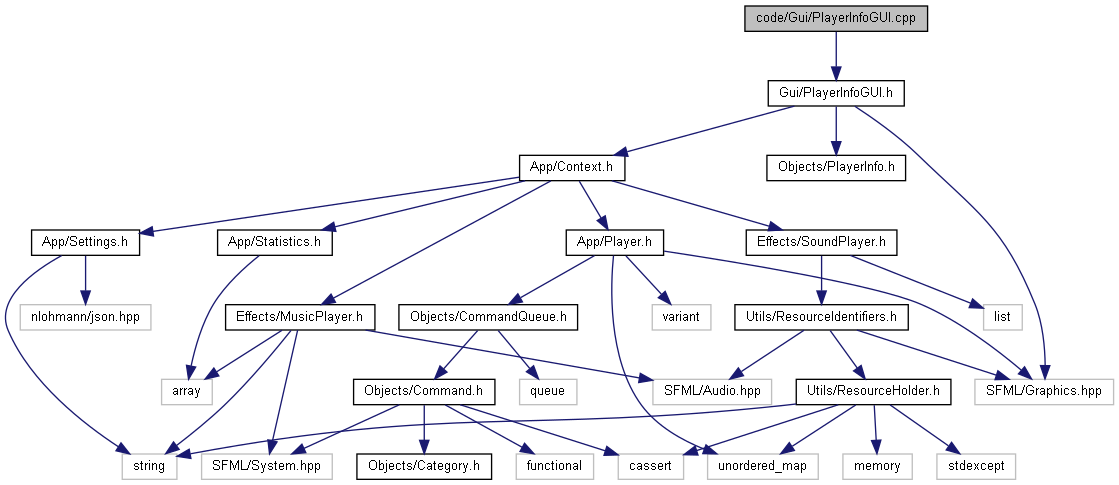 code/Gui/PlayerInfoGUI.cpp
Gui/PlayerInfoGUI.h
App/Context.h
Objects/PlayerInfo.h
App/Settings.h
App/Statistics.h
App/Player.h
Effects/SoundPlayer.h
nlohmann/json.hpp
Effects/MusicPlayer.h
Objects/CommandQueue.h
variant
Utils/ResourceIdentifiers.h
list
array
Objects/Command.h
queue
SFML/Audio.hpp
Utils/ResourceHolder.h
SFML/Graphics.hpp
string
SFML/System.hpp
Objects/Category.h
functional
cassert
unordered_map
memory
stdexcept